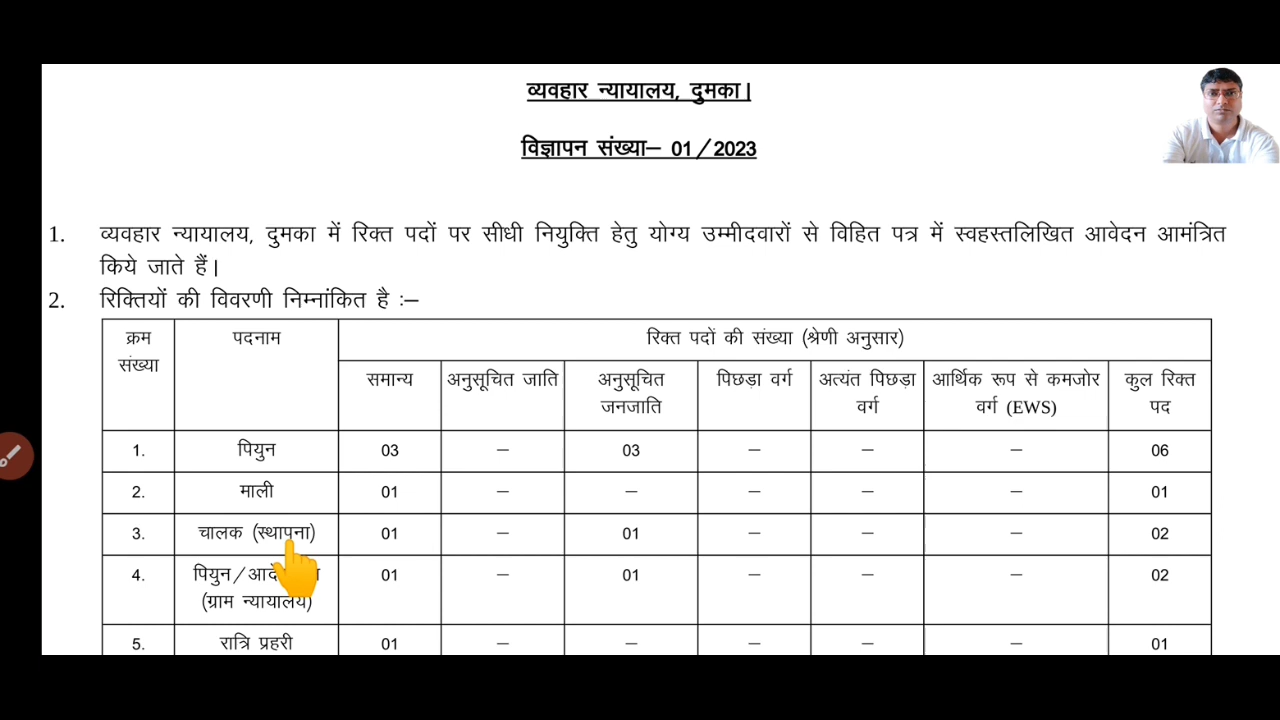 व्यवहार न्यायालय, दुमका।
विज्ञापन संख्या– 01/2023
1. व्यवहार न्यायालय, दुमका में रिक्त पदों पर सीधी नियुक्ति हेतु योग्य उम्मीदवारों से विहित पत्र में स्वहस्तलिखित आवेदन आमंत्रित
किये जाते हैं।
2. रिक्तियों की विवरणी निम्नांकित है :–
क्रम संख्या पदनाम रिक्त पदों की संख्या (श्रेणी अनुसार)
समान्य अनुसूचित जाति अनुसूचित जनजाति पिछड़ा वर्ग अत्यंत पिछड़ा वर्ग आर्थिक रूप से कमजोर वर्ग (EWS) कुल रिक्त पद
1. पियुन 03 – 03 – – – 06
2. माली 01 – – – – – 01
3. चालक (स्थापना) 01 – 01 – – – 02
4. पियुन/ 01 – 01 – – – 02
(ग्राम न्यायालय)
5. रात्रि प्रहरी 01 – – – – – 01